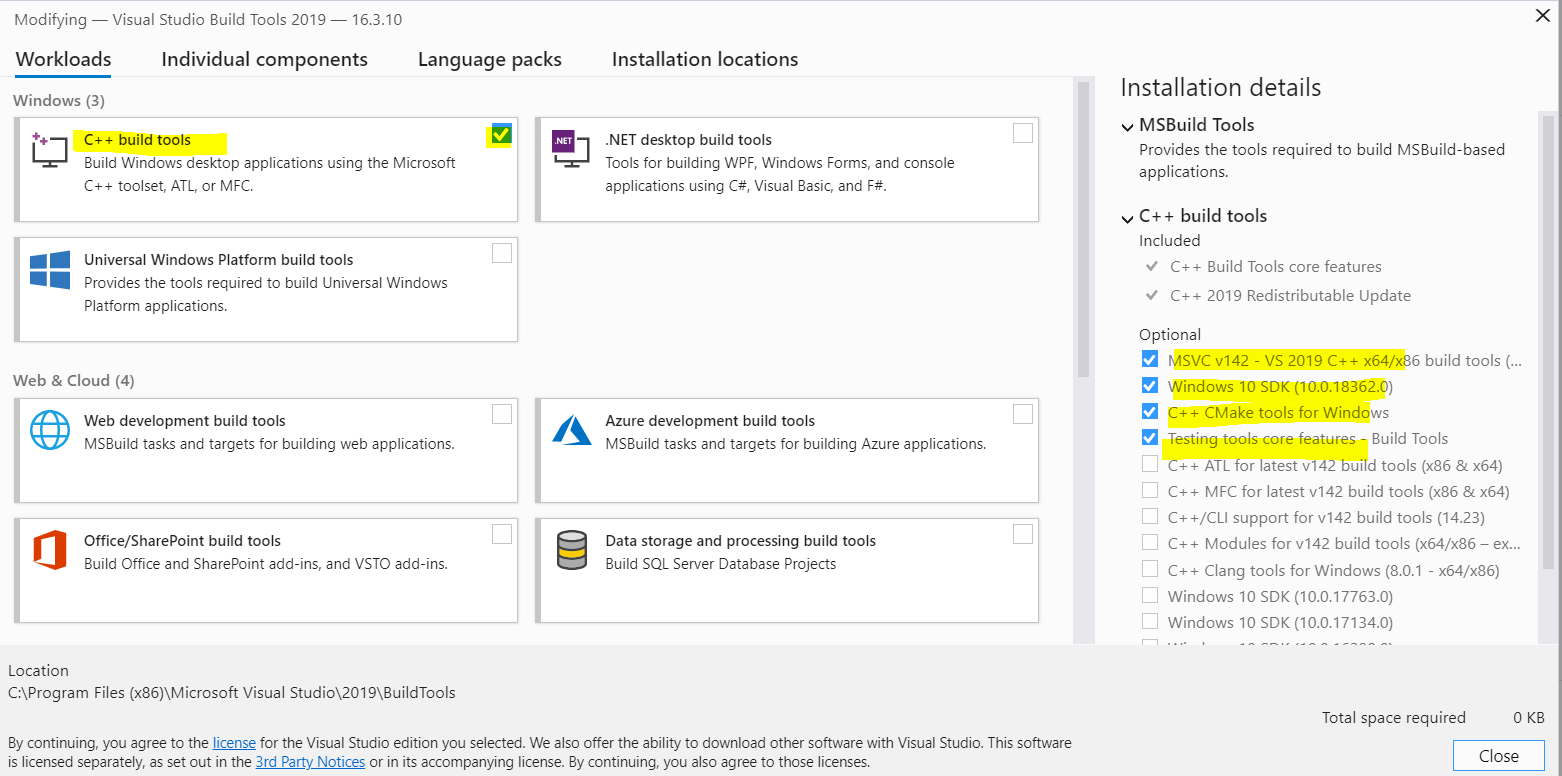 Modifying — Visual Studio Build Tools 2019 — 16.3.10
Workloads
Individual components
Language packs
Installation locations
Windows (3)
C++ build tools
Build Windows desktop applications using the Microsoft
C++ toolset, ATL, or MFC.
.NET
.NET desktop build tools
Tools for building WPF, Windows Forms, and console
applications using C#, Visual Basic, and F#.
Universal Windows Platform build tools
Provides the tools required to build Universal Windows
Platform applications.
Web & Cloud (4)
Web development build tools
MSBuild tasks and targets for building web applications.
Azure development build tools
MSBuild tasks and targets for building Azure applications.
Office/SharePoint build tools
Build Office and SharePoint add-ins, and VSTO add-ins.
Data storage and processing build tools
Build SQL Server Database Projects
Installation details
MSBuild Tools
Provides the tools required to build MSBuild-based
applications.
C++ build tools
Included
C++ Build Tools core features
C++ 2019 Redistributable Update
Optional
MSVC v142 - VS 2019 C++ x64/x86 build tools (...
Windows 10 SDK (10.0.18362.0)
C++ CMake tools for Windows
Testing tools core features - Build Tools
C++ ATL for latest v142 build tools (x86 & x64)
C++ MFC for latest v142 build tools (x86 & x64)
C++/CLI support for v142 build tools (14.23)
C++ Modules for v142 build tools (x64/x86 – ex...
C++ Clang tools for Windows (8.0.1 - x64/x86)
Windows 10 SDK (10.0.17763.0)
Windows 10 SDK (10.0.17134.0)
Location
C:\Program Files (x86)\Microsoft Visual Studio\2019\BuildTools
Total space required 0 KB
By continuing, you agree to the license for the Visual Studio edition you selected. We also offer the ability to download other software with Visual Studio. This software
is licensed separately, as set out in the 3rd Party Notices or in its accompanying license. By continuing, you also agree to those licenses.
Close